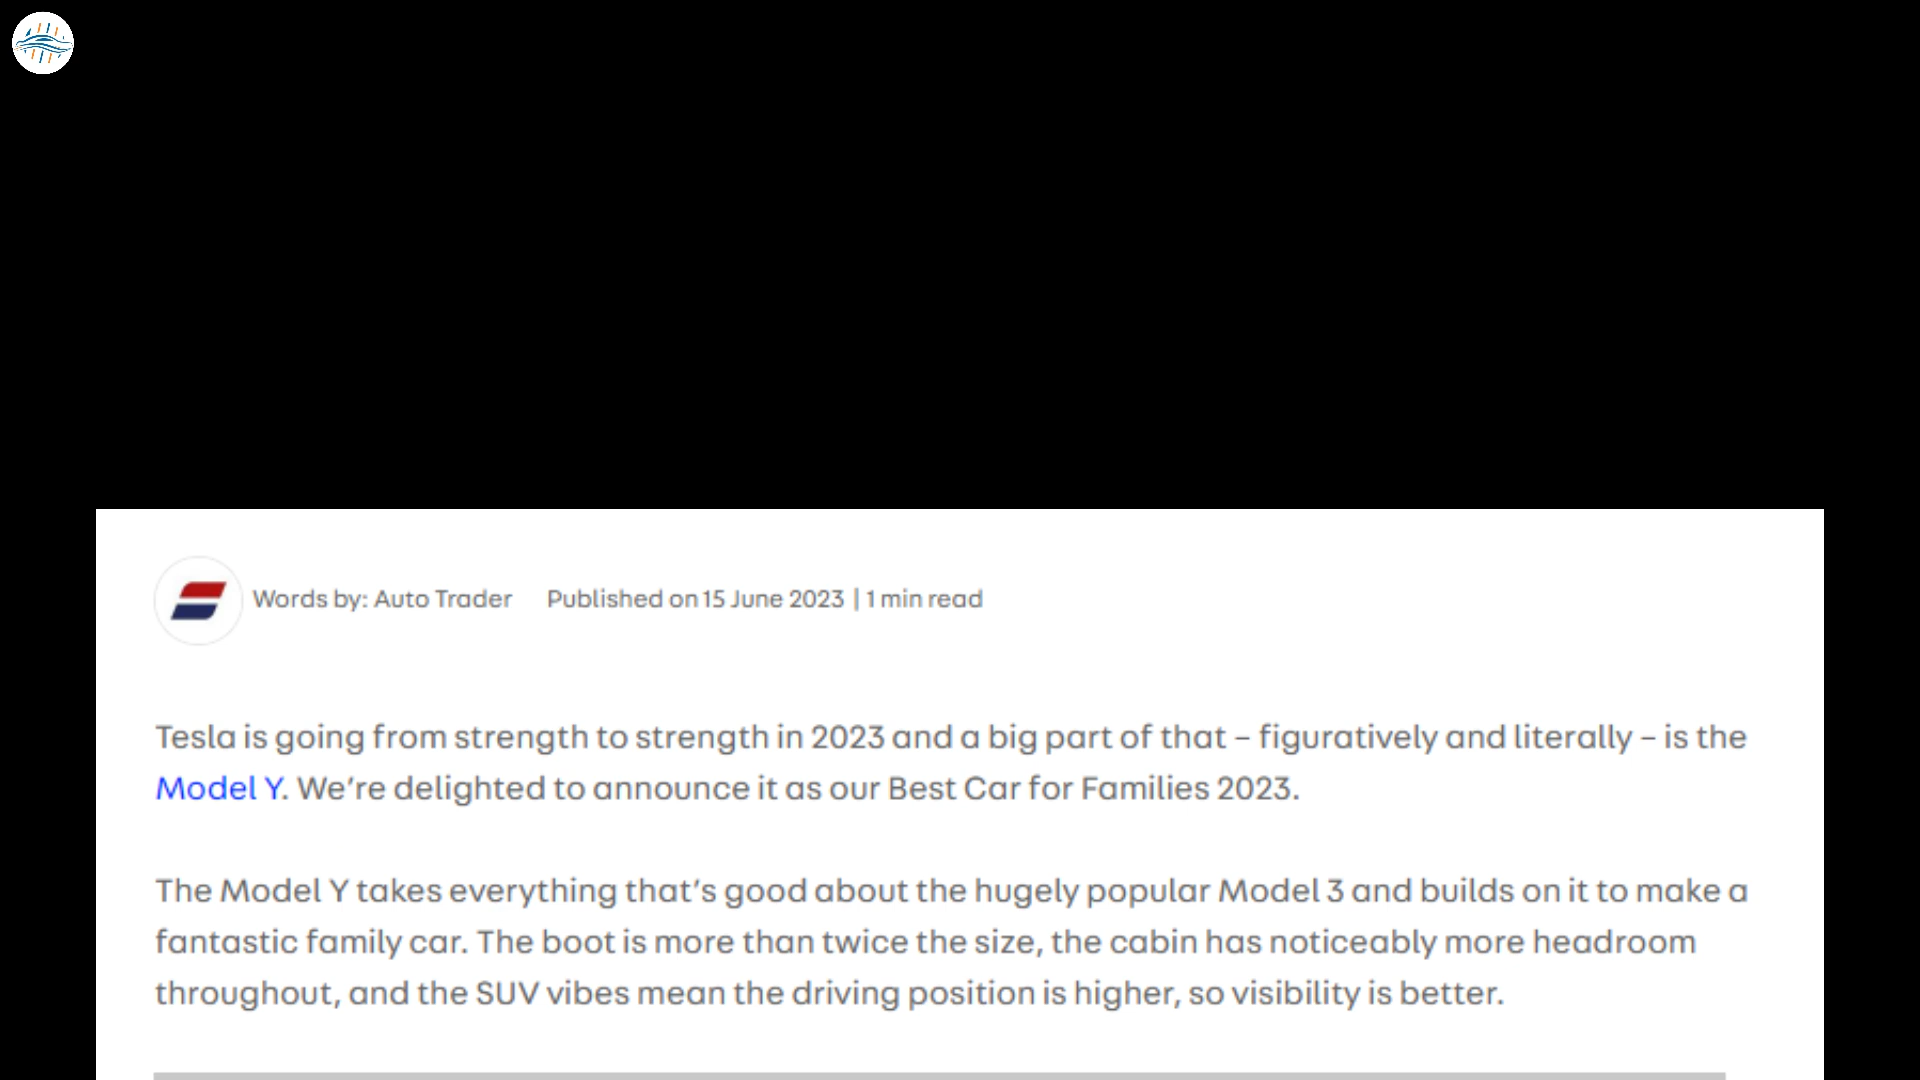 Words by: Auto Trader Published on 15 June 2023 | 1 min read
Tesla is going from strength to strength in 2023 and a big part of that – figuratively and literally – is the
Model Y. We’re delighted to announce it as our Best Car for Families 2023.
The Model Y takes everything that’s good about the hugely popular Model 3 and builds on it to make a
fantastic family car. The boot is more than twice the size, the cabin has noticeably more headroom
throughout, and the SUV vibes mean the driving position is higher, so visibility is better.